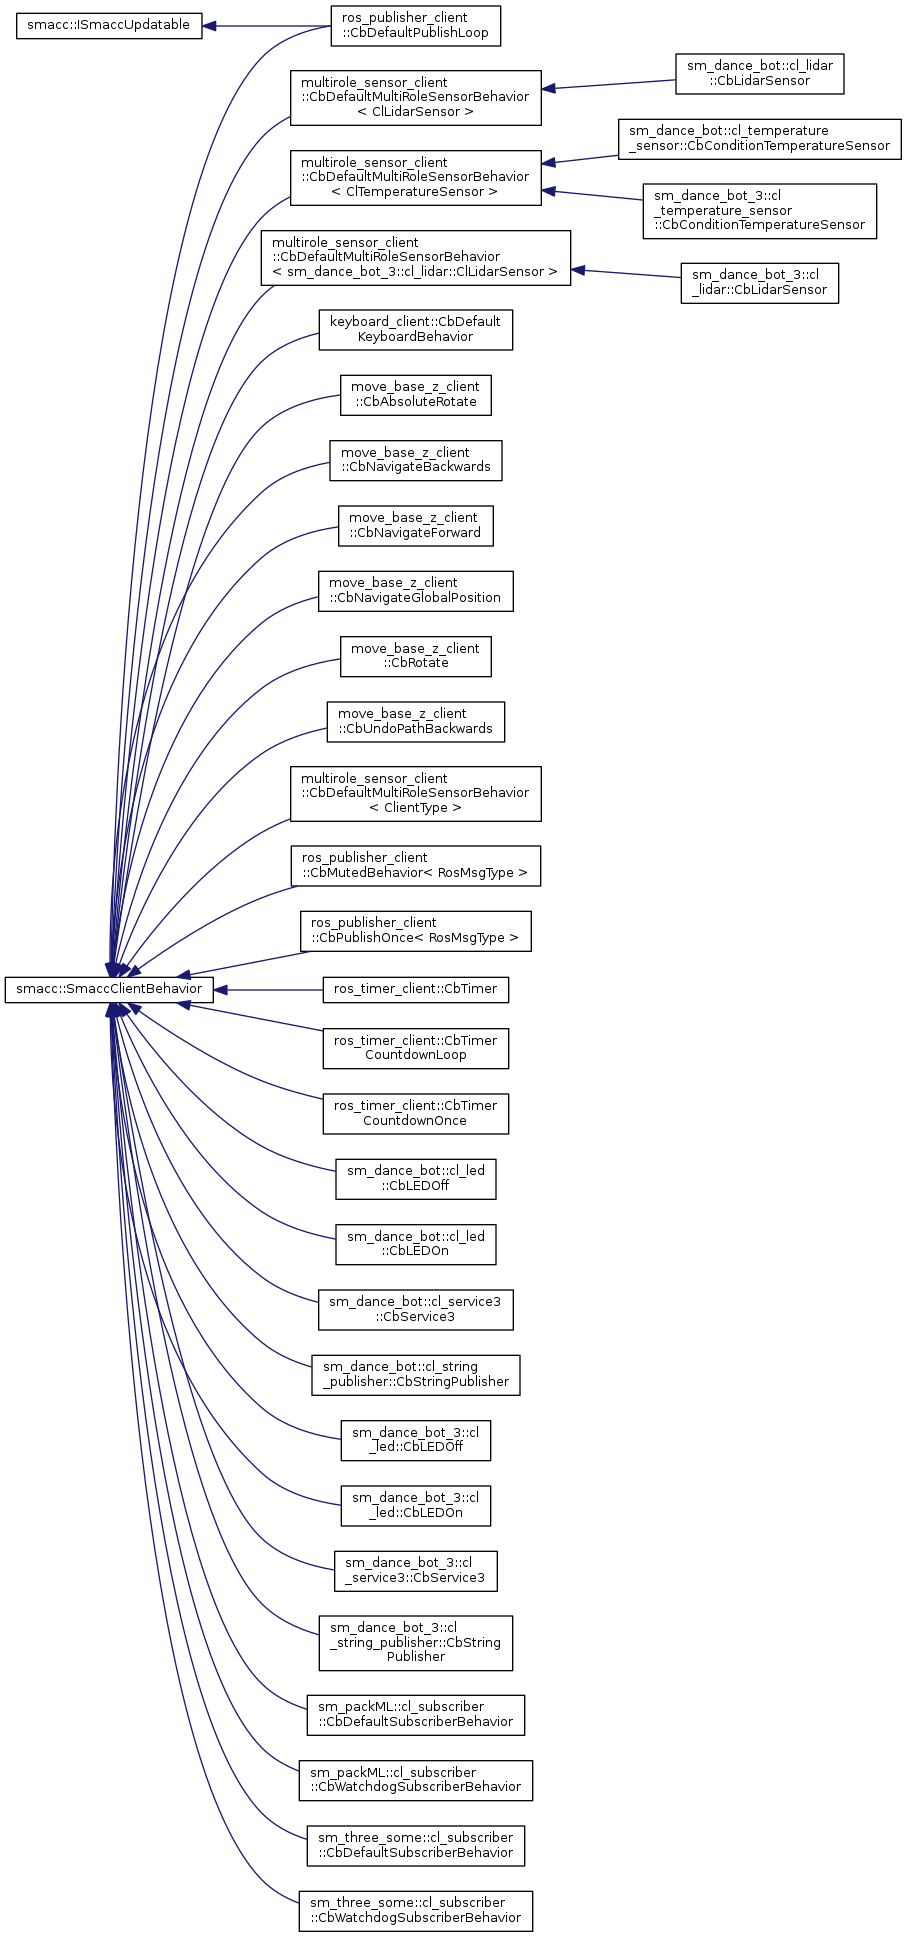 smacc::ISmaccUpdatable
ros_publisher_client
::CbDefaultPublishLoop
multirole_sensor_client
::CbDefaultMultiRoleSensorBehavior
< ClLidarSensor >
sm_dance_bot::cl_lidar
::CbLidarSensor
multirole_sensor_client
::CbDefaultMultiRoleSensorBehavior
< ClTemperatureSensor >
sm_dance_bot::cl_temperature
_sensor::CbConditionTemperatureSensor
sm_dance_bot_3::cl
_temperature_sensor
::CbConditionTemperatureSensor
multirole_sensor_client
::CbDefaultMultiRoleSensorBehavior
< sm_dance_bot_3::cl_lidar::ClLidarSensor >
sm_dance_bot_3::cl
_lidar::CbLidarSensor
keyboard_client::CbDefault
KeyboardBehavior
move_base_z_client
::CbAbsoluteRotate
move_base_z_client
::CbNavigateBackwards
move_base_z_client
::CbNavigateForward
move_base_z_client
::CbNavigateGlobalPosition
move_base_z_client
::CbRotate
move_base_z_client
::CbUndoPathBackwards
multirole_sensor_client
::CbDefaultMultiRoleSensorBehavior
< ClientType >
ros_publisher_client
::CbMutedBehavior< RosMsgType >
ros_publisher_client
::CbPublishOnce< RosMsgType >
smacc::SmaccClientBehavior
ros_timer_client::CbTimer
ros_timer_client::CbTimer
CountdownLoop
ros_timer_client::CbTimer
CountdownOnce
sm_dance_bot::cl_led
::CbLEDOff
sm_dance_bot::cl_led
::CbLEDOn
sm_dance_bot::cl_service3
::CbService3
sm_dance_bot::cl_string
_publisher::CbStringPublisher
sm_dance_bot_3::cl
_led::CbLEDOff
sm_dance_bot_3::cl
_led::CbLEDOn
sm_dance_bot_3::cl
_service3::CbService3
sm_dance_bot_3::cl
_string_publisher::CbString
Publisher
sm_packML::cl_subscriber
::CbDefaultSubscriberBehavior
sm_packML::cl_subscriber
::CbWatchdogSubscriberBehavior
sm_three_some::cl_subscriber
::CbDefaultSubscriberBehavior
sm_three_some::cl_subscriber
::CbWatchdogSubscriberBehavior